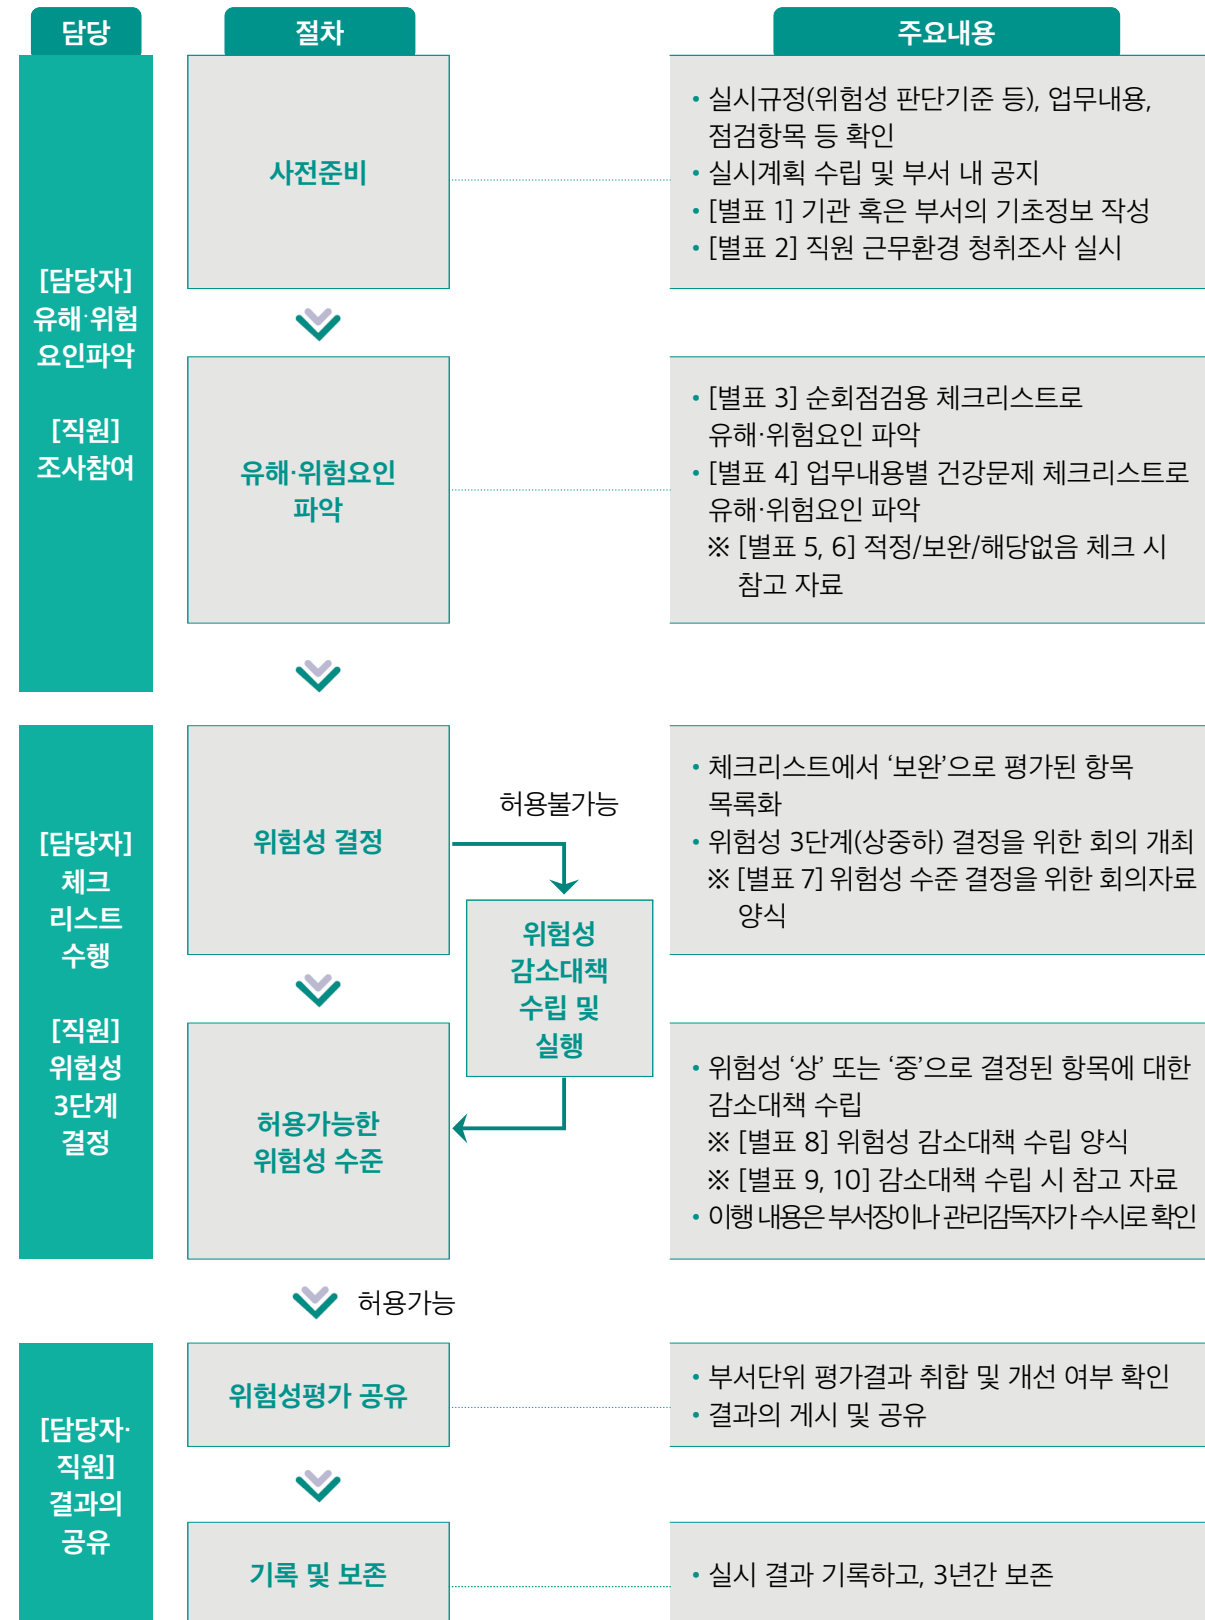 담당
절차
주요내용
[담당자]
유해·위험
요인파악
[직원]
조사참여
사전준비
• 실시규정(위험성 판단기준 등), 업무내용,
점검항목 등 확인
• 실시계획 수립 및 부서 내 공지
• [별표 1] 기관 혹은 부서의 기초정보 작성
• [별표 2] 직원 근무환경 청취조사 실시
유해·위험요인
파악
• [별표 3] 순회점검용 체크리스트로
유해·위험요인 파악
• [별표 4] 업무내용별 건강문제 체크리스트로
유해·위험요인 파악
※ [별표 5, 6] 적정/보완/해당없음 체크 시
참고 자료
[담당자]
체크
리스트
수행
[직원]
위험성
3단계
결정
위험성 결정
허용불가능
위험성
감소대책
수립 및
실행
• 체크리스트에서 ‘보완’으로 평가된 항목
목록화
• 위험성 3단계(상중하) 결정을 위한 회의 개최
※ [별표 7] 위험성 수준 결정을 위한 회의자료
양식
허용가능한
위험성 수준
• 위험성 ‘상’ 또는 ‘중’으로 결정된 항목에 대한
감소대책 수립
※ [별표 8] 위험성 감소대책 수립 양식
※ [별표 9, 10] 감소대책 수립 시 참고 자료
• 이행 내용은 부서장이나 관리감독자가 수시로 확인
허용가능
[담당자·
직원]
결과의
공유
위험성평가 공유
• 부서단위 평가결과 취합 및 개선 여부 확인
• 결과의 게시 및 공유
기록 및 보존
• 실시 결과 기록하고, 3년간 보존